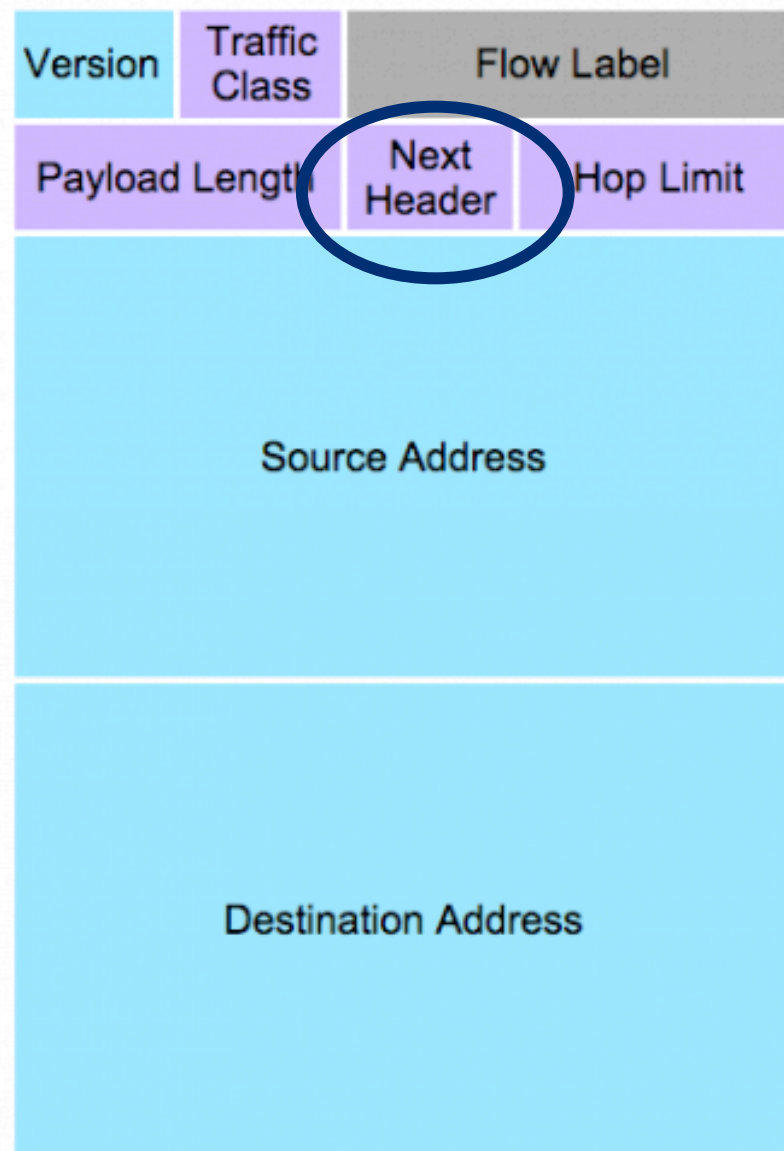 Version
Traffic
Class
Flow Label
Payload Length
Next
Header
Hop Limit
Source Address
Destination Address